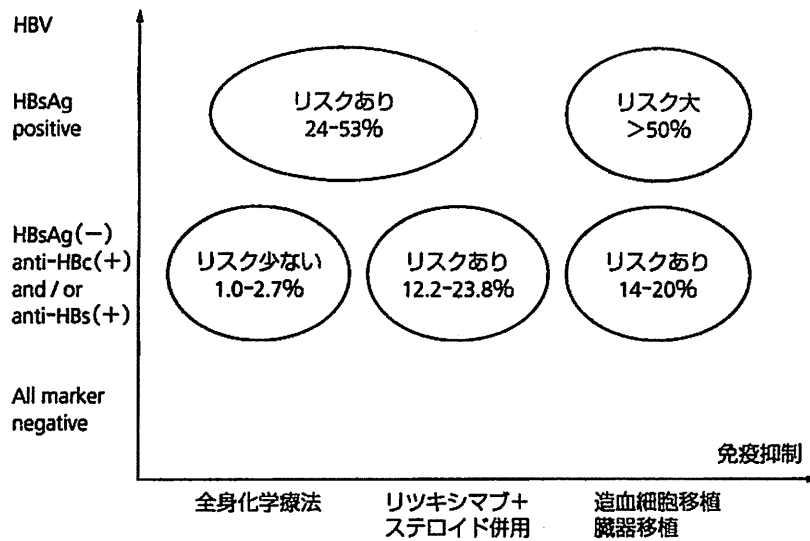 HBV
HBsAg
positive
リスクあり
24-53%
リスク大
>50%
HBsAg(−)
anti-HBc(+)
and / or
anti-HBs(+)
リスク少ない
1.0-2.7%
リスクあり
12.2-23.8%
リスクあり
14-20%
All marker
negative
免疫抑制
全身化学療法
リツキシマブ+
ステロイド併用
造血細胞移植
臓器移植